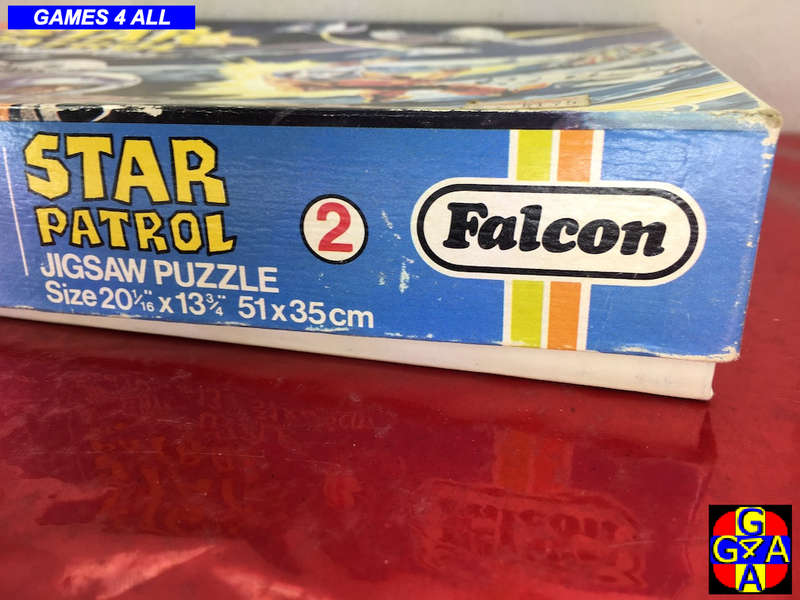 GAMES 4 ALL
STAR
PATROL
JIGSAW PUZZLE
Size 20 1/16" x 13 3/4" 51 x 35 cm
2
Falcon
G
G4A
A